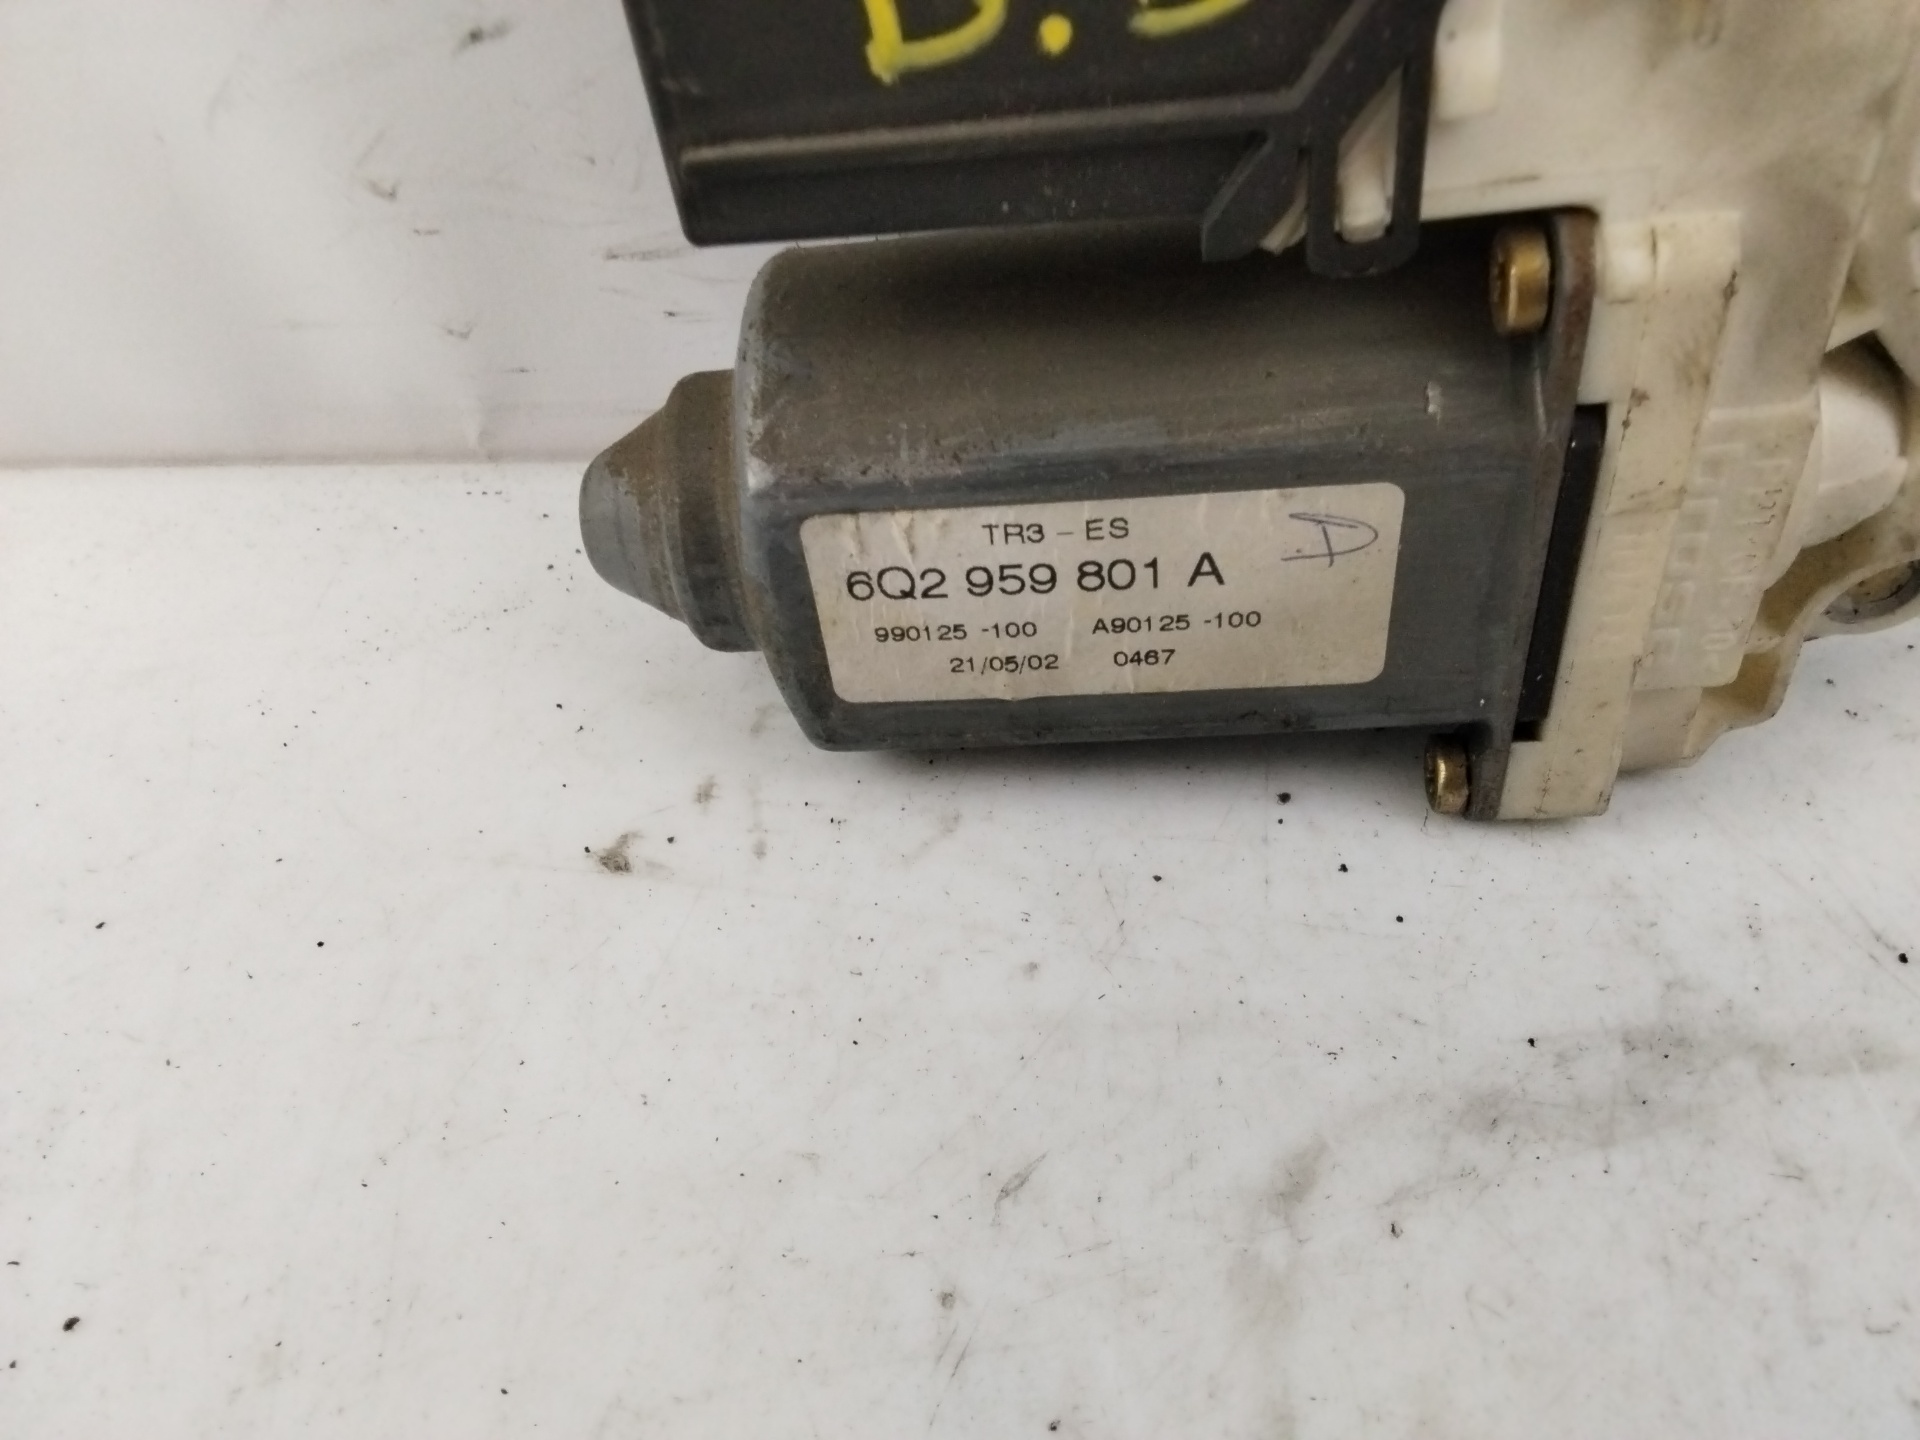 D.D
TR3 - ES
D
6Q2 959 801 A
990125 -100 A90125 -100
21/05/02 0467